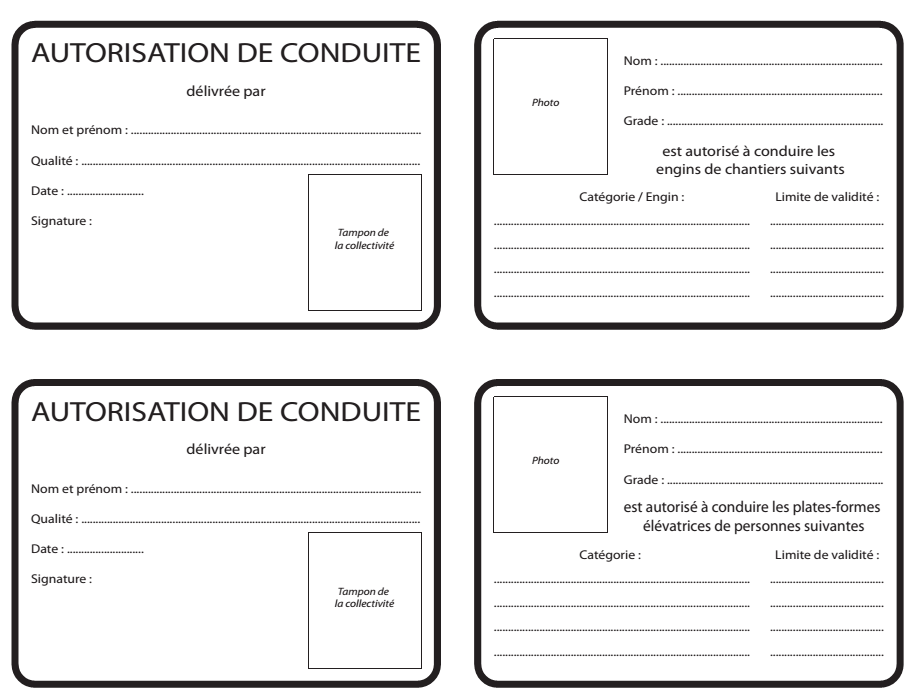 AUTORISATION DE CONDUITE
délivrée par
Nom et prénom : ................................................................................................
Qualité : ................................................................................................................
Date : .........................
Signature :
Tampon de
la collectivité
Photo
Nom : ..........................................................................
Prénom : ....................................................................
Grade : ........................................................................
est autorisé à conduire les
engins de chantiers suivants
Catégorie / Engin : Limite de validité :
..................................................................................... ......................................
..................................................................................... ......................................
..................................................................................... ......................................
..................................................................................... ......................................
AUTORISATION DE CONDUITE
délivrée par
Nom et prénom : ................................................................................................
Qualité : ................................................................................................................
Date : .........................
Signature :
Tampon de
la collectivité
Photo
Nom : ..........................................................................
Prénom : ....................................................................
Grade : ........................................................................
est autorisé à conduire les plates-formes
élévatrices de personnes suivantes
Catégorie : Limite de validité :
..................................................................................... ......................................
..................................................................................... ......................................
..................................................................................... ......................................
..................................................................................... ......................................